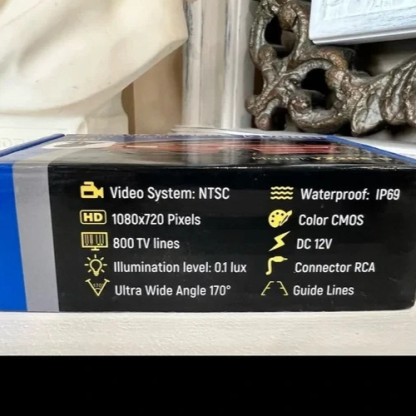 Video System: NTSC
HD 1080x720 Pixels
800 TV lines
Illumination level: 0.1 lux
Ultra Wide Angle 170°
Waterproof: IP69
Color CMOS
DC 12V
Connector RCA
Guide Lines